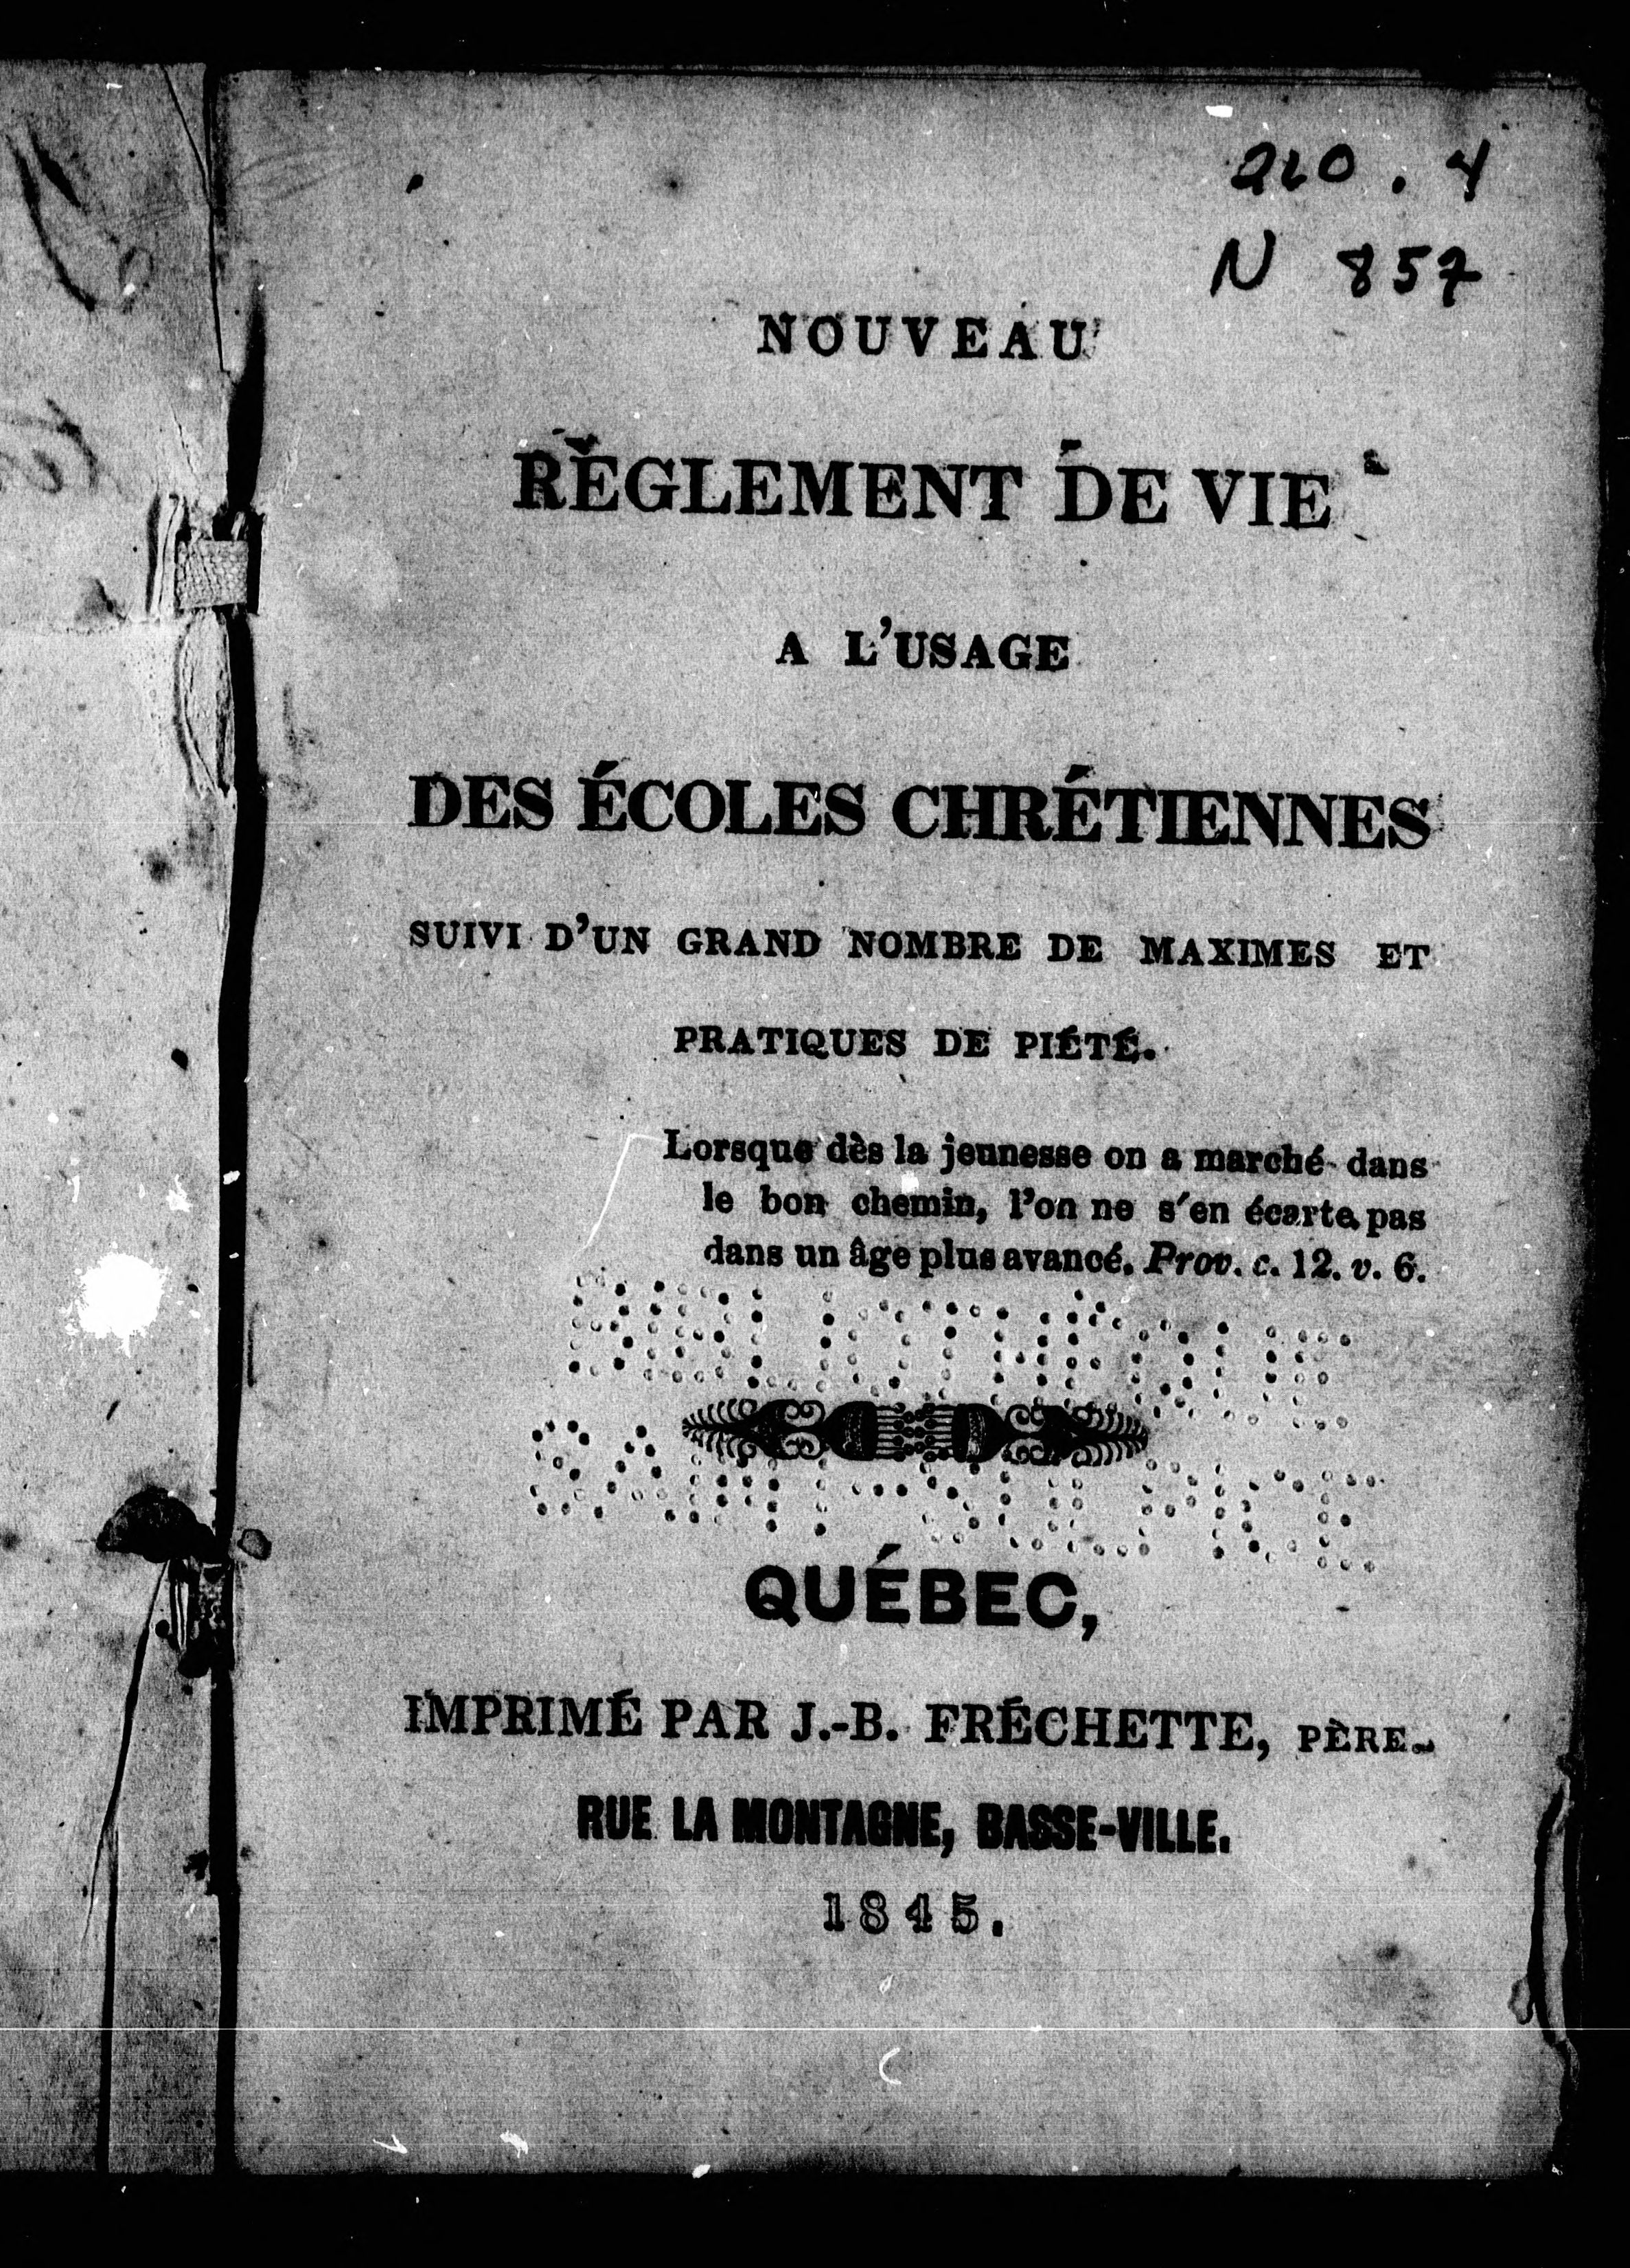 240.4
N 857
NOUVEAU
RÈGLEMENT DE VIE
A L'USAGE
DES ÉCOLES CHRÉTIENNES
SUIVI D'UN GRAND NOMBRE DE MAXIMES ET
PRATIQUES DE PIÉTÉ.
Lorsque dès la jeunesse on a marché dans
le bon chemin, l'on ne s'en écarte pas
dans un âge plus avancé. Prov. c. 12. v. 6.
QUÉBEC,
IMPRIMÉ PAR J.-B. FRÉCHETTE, PÈRE.
RUE LA MONTAGNE, BASSE-VILLE.
1845.